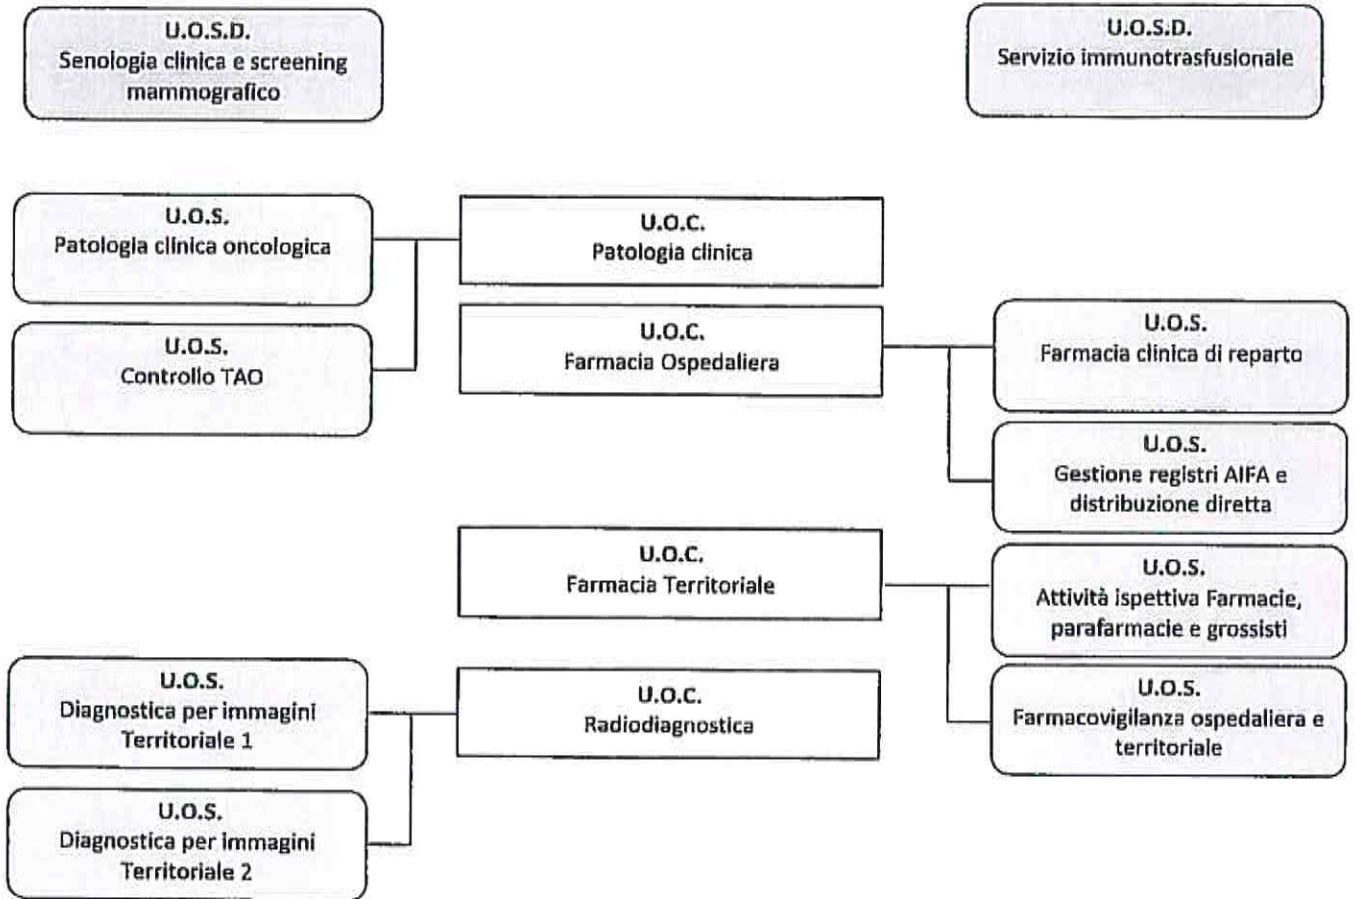 U.O.S.D.
Senologia clinica e screening
mammografico
U.O.S.D.
Servizio immunotrasfusionale
U.O.S.
Patologia clinica oncologica
U.O.C.
Patologia clinica
U.O.S.
Controllo TAO
U.O.C.
Farmacia Ospedaliera
U.O.S.
Farmacia clinica di reparto
U.O.S.
Gestione registri AIFA e
distribuzione diretta
U.O.C.
Farmacia Territoriale
U.O.S.
Attività ispettiva Farmacie,
parafarmacie e grossisti
U.O.S.
Diagnostica per immagini
Territoriale 1
U.O.C.
Radiodiagnostica
U.O.S.
Farmacovigilanza ospedaliera e
territoriale
U.O.S.
Diagnostica per immagini
Territoriale 2